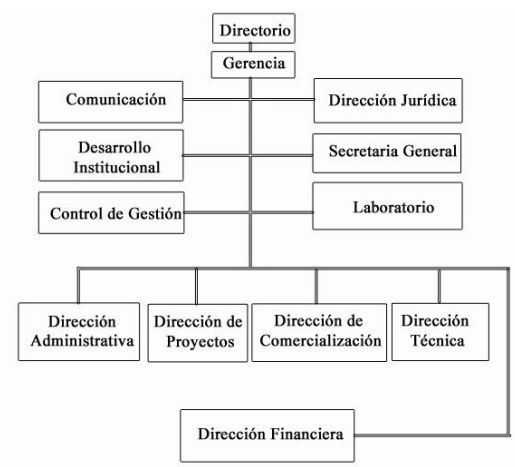 Directorio
Gerencia
Comunicación
Dirección Jurídica
Desarrollo
Institucional
Secretaria General
Control de Gestión
Laboratorio
Dirección
Administrativa
Dirección de
Proyectos
Dirección de
Comercialización
Dirección
Técnica
Dirección Financiera